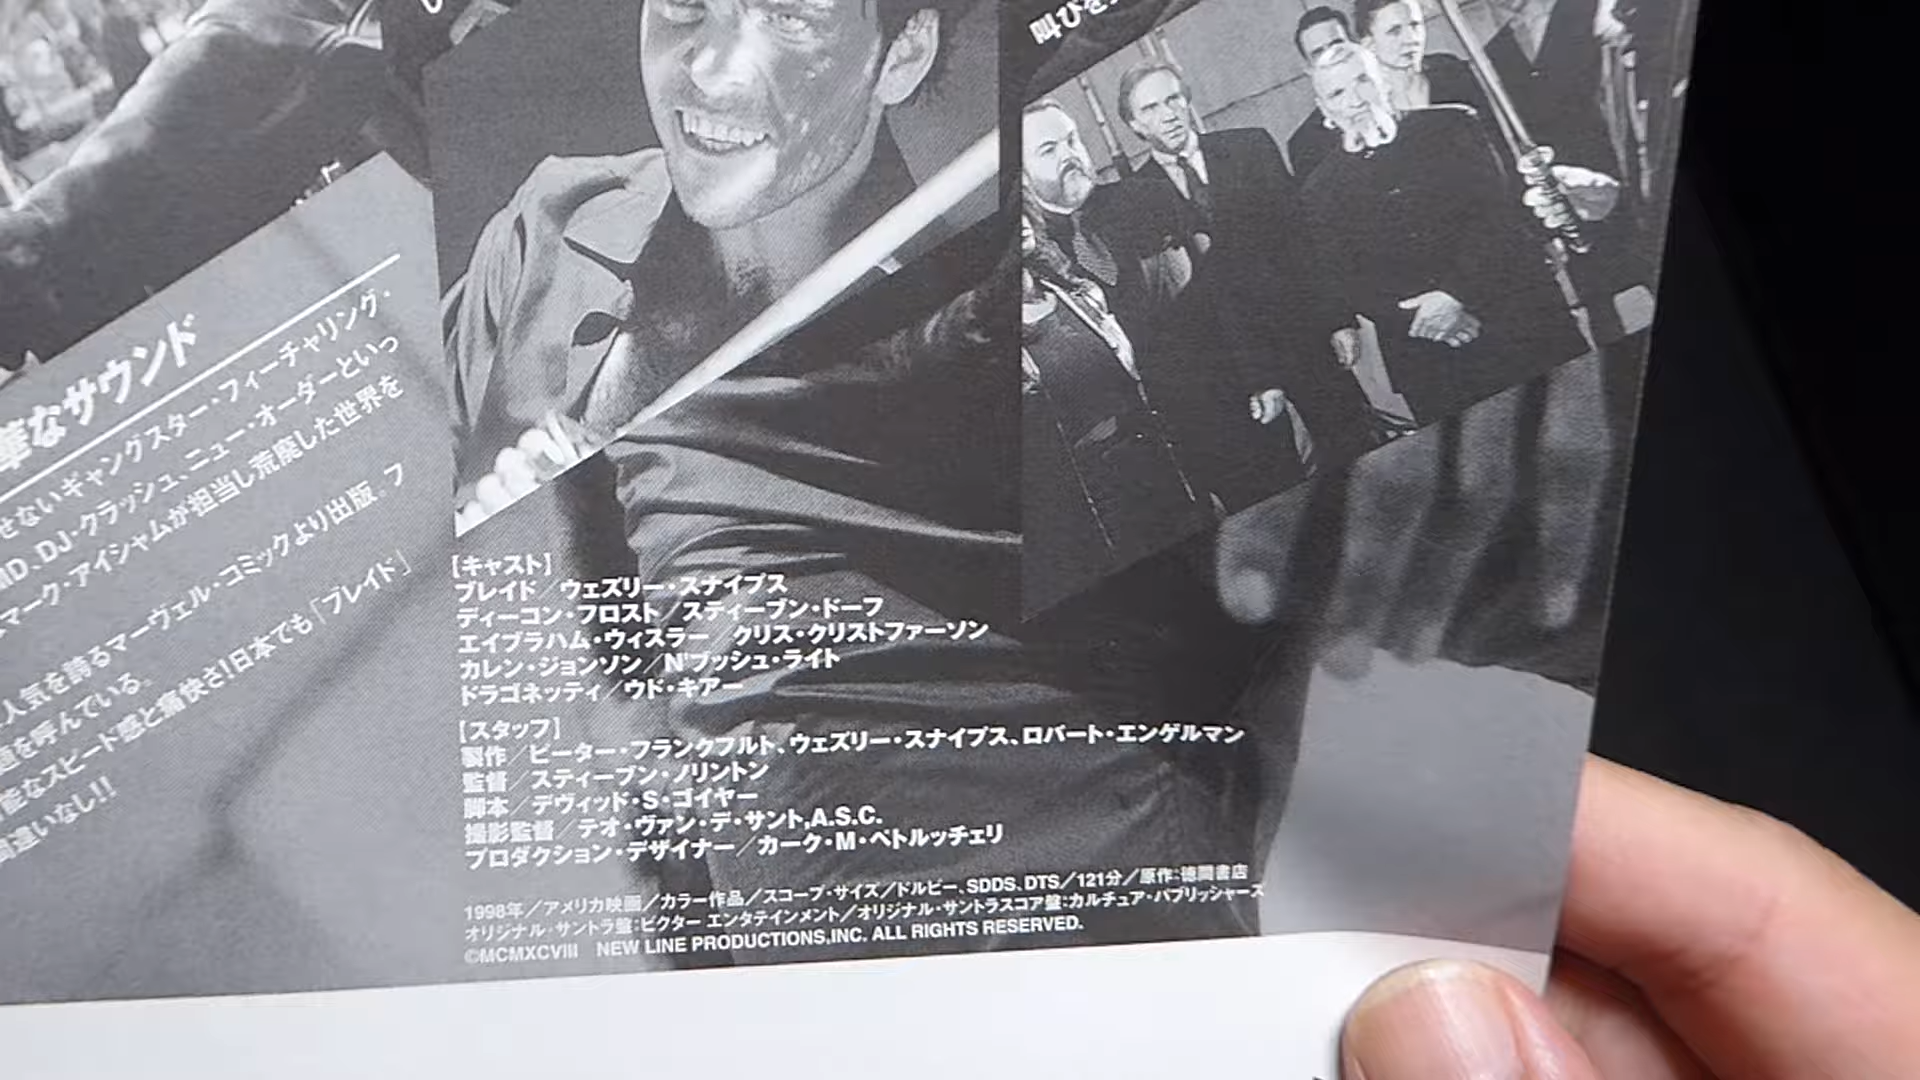 叫びを
華なサウンド
せないギャングスター・フィーチャリング・
MD、DJ・クラッシュ、ニュー・オーダーといっ
マーク・アイシャムが担当し、荒廃した世界を
人気を誇るマーヴェル・コミックより出版。フ
を呼んでいる。
能なスピード感と痛快さ!日本でも「ブレイド」
間違いなし!!
【キャスト】
ブレイド/ウェズリー・スナイプス
ディーコン・フロスト/スティーブン・ドーフ
エイブラハム・ウィスラー クリス・クリストファーソン
カレン・ジョンソン/N'ブッシュ・ライト
ドラゴネッティ/ウド・キアー
【スタッフ】
製作/ピーター・フランクフルト、ウェズリー・スナイプス、ロバート・エンゲルマン
監督/スティーブン・ノリントン
脚本/デヴィッド・S・ゴイヤー
撮影監督/テオ・ヴァン・デ・サント,A.S.C.
プロダクション・デザイナー/カーク・M・ペトルッチェリ
1998年/アメリカ映画/カラー作品/スコープ・サイズ/ドルビー、SDDS、DTS/121分/原作:徳間書店
オリジナル・サントラ盤:ビクター エンタテインメント/オリジナル・サントラスコア盤:カルチュア・パブリッシャーズ
©MCMXCVIII NEW LINE PRODUCTIONS,INC. ALL RIGHTS RESERVED.